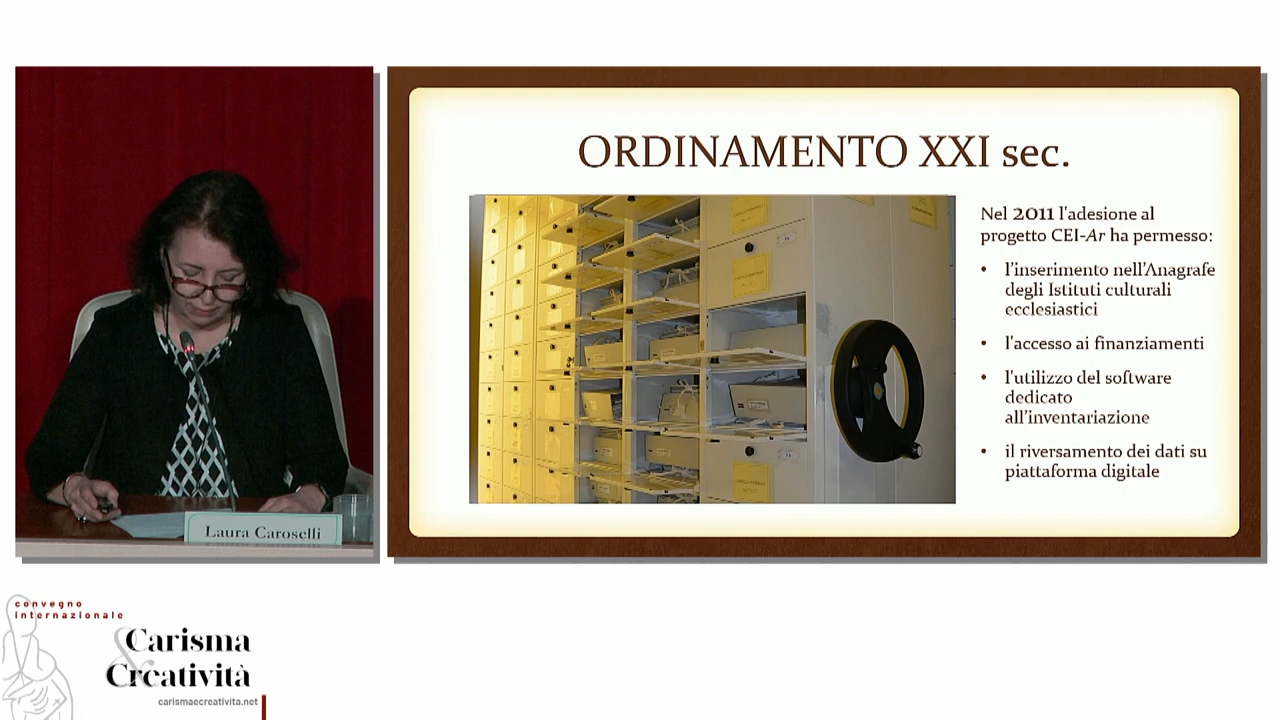 ORDINAMENTO XXI sec.
Nel 2011 l'adesione al
progetto CEI-Ar ha permesso:
• l'inserimento nell'Anagrafe
degli Istituti culturali
ecclesiastici
• l'accesso ai finanziamenti
• l'utilizzo del software
dedicato
all'inventariazione
• il riversamento dei dati su
piattaforma digitale
Laura Caroselli
convegno
internazionale
Carisma
&
Creatività
carismaecreativita.net